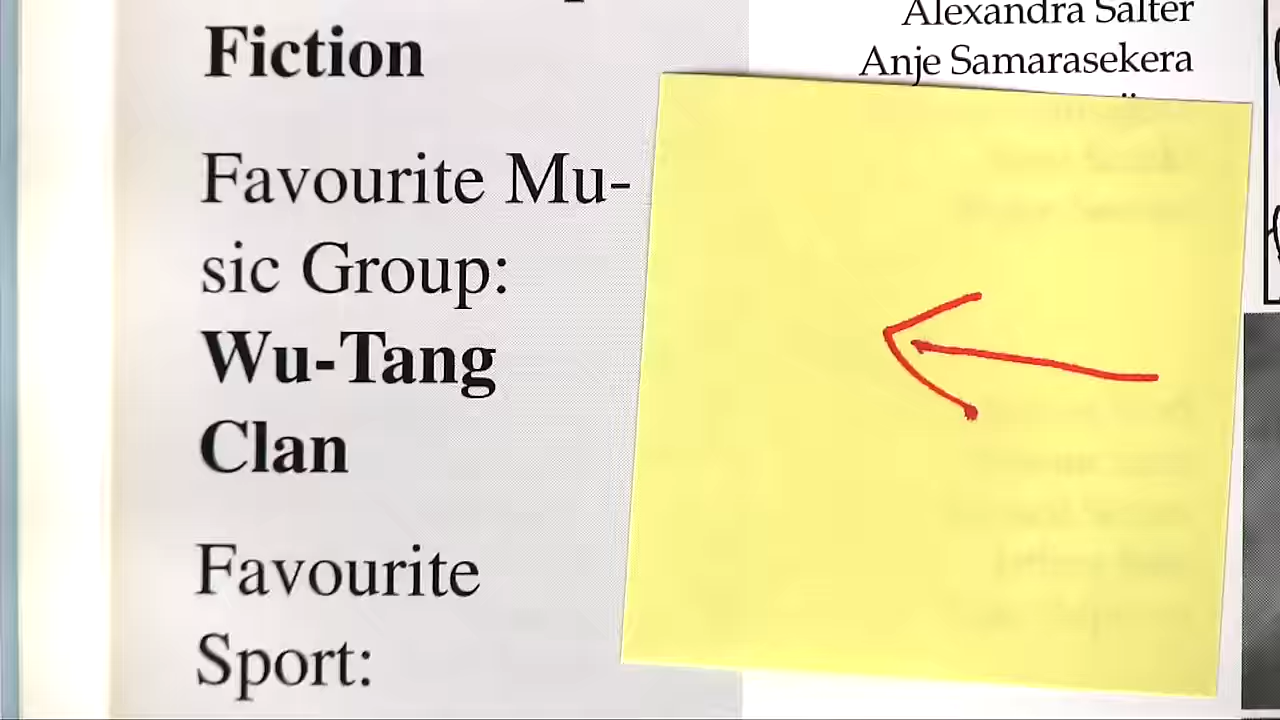 Fiction
Favourite Mu-
sic Group:
Wu-Tang
Clan
Favourite
Sport:
Alexandra Salter
Anje Samarasekera